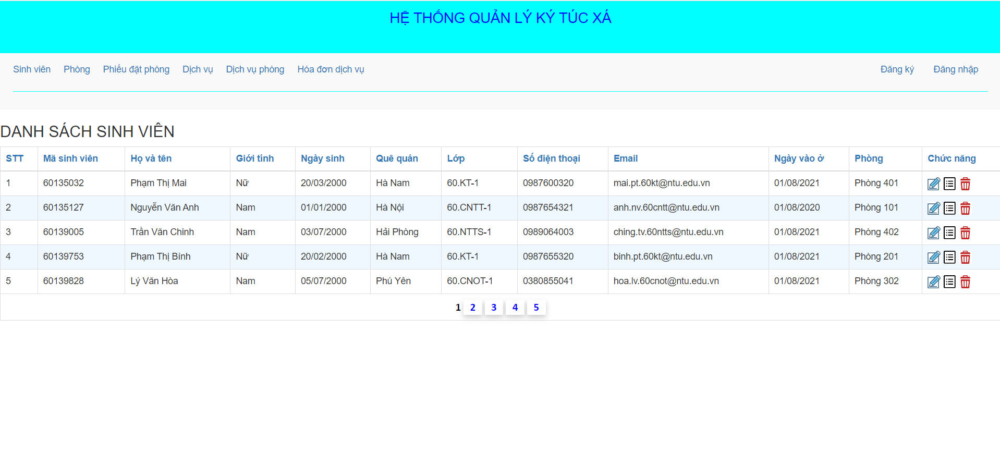 HỆ THỐNG QUẢN LÝ KÝ TÚC XÁ
Sinh viên Phòng Phiếu đặt phòng Dịch vụ Dịch vụ phòng Hóa đơn dịch vụ Đăng ký Đăng nhập
DANH SÁCH SINH VIÊN
STT Mã sinh viên Họ và tên Giới tính Ngày sinh Quê quán Lớp Số điện thoại Email Ngày vào ở Phòng Chức năng
1 60135032 Phạm Thị Mai Nữ 20/03/2000 Hà Nam 60.KT-1 0987600320 mai.pt.60kt@ntu.edu.vn 01/08/2021 Phòng 401
2 60135127 Nguyễn Văn Anh Nam 01/01/2000 Hà Nội 60.CNTT-1 0987654321 anh.nv.60cntt@ntu.edu.vn 01/08/2020 Phòng 101
3 60139005 Trần Văn Chinh Nam 03/07/2000 Hải Phòng 60.NTTS-1 0989064003 ching.tv.60ntts@ntu.edu.vn 01/08/2021 Phòng 402
4 60139753 Phạm Thị Bình Nữ 20/02/2000 Hà Nam 60.KT-1 0987655320 binh.pt.60kt@ntu.edu.vn 01/08/2021 Phòng 201
5 60139828 Lý Văn Hòa Nam 05/07/2000 Phú Yên 60.CNOT-1 0380855041 hoa.lv.60cnot@ntu.edu.vn 01/08/2021 Phòng 302
1 2 3 4 5